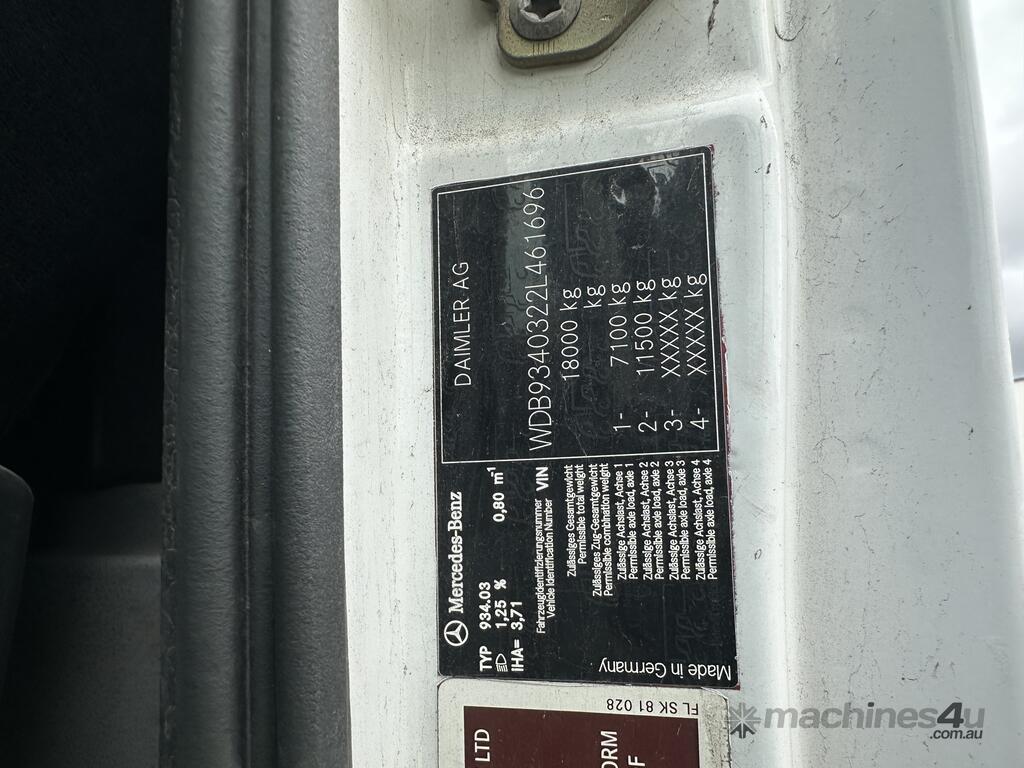 Mercedes-Benz
DAIMLER AG
TYP 934.03
1,25 % 0,80 m⁻¹
iHA= 3,71
Fahrzeugidentifizierungsnummer
Vehicle Identification Number VIN WDB9340322L461696
Zulässiges Gesamtgewicht
Permissible total weight 18000 kg
Zulässiges Zug-Gesamtgewicht
Permissible combination weight kg
Zulässige Achslast, Achse 1
Permissible axle load, axle 1 1- 7100 kg
Zulässige Achslast, Achse 2
Permissible axle load, axle 2 2- 11500 kg
Zulässige Achslast, Achse 3
Permissible axle load, axle 3 3- XXXXX kg
Zulässige Achslast, Achse 4
Permissible axle load, axle 4 4- XXXXX kg
Made in Germany
FL SK 81 028
LTD
ORM
F
machines4u
.com.au